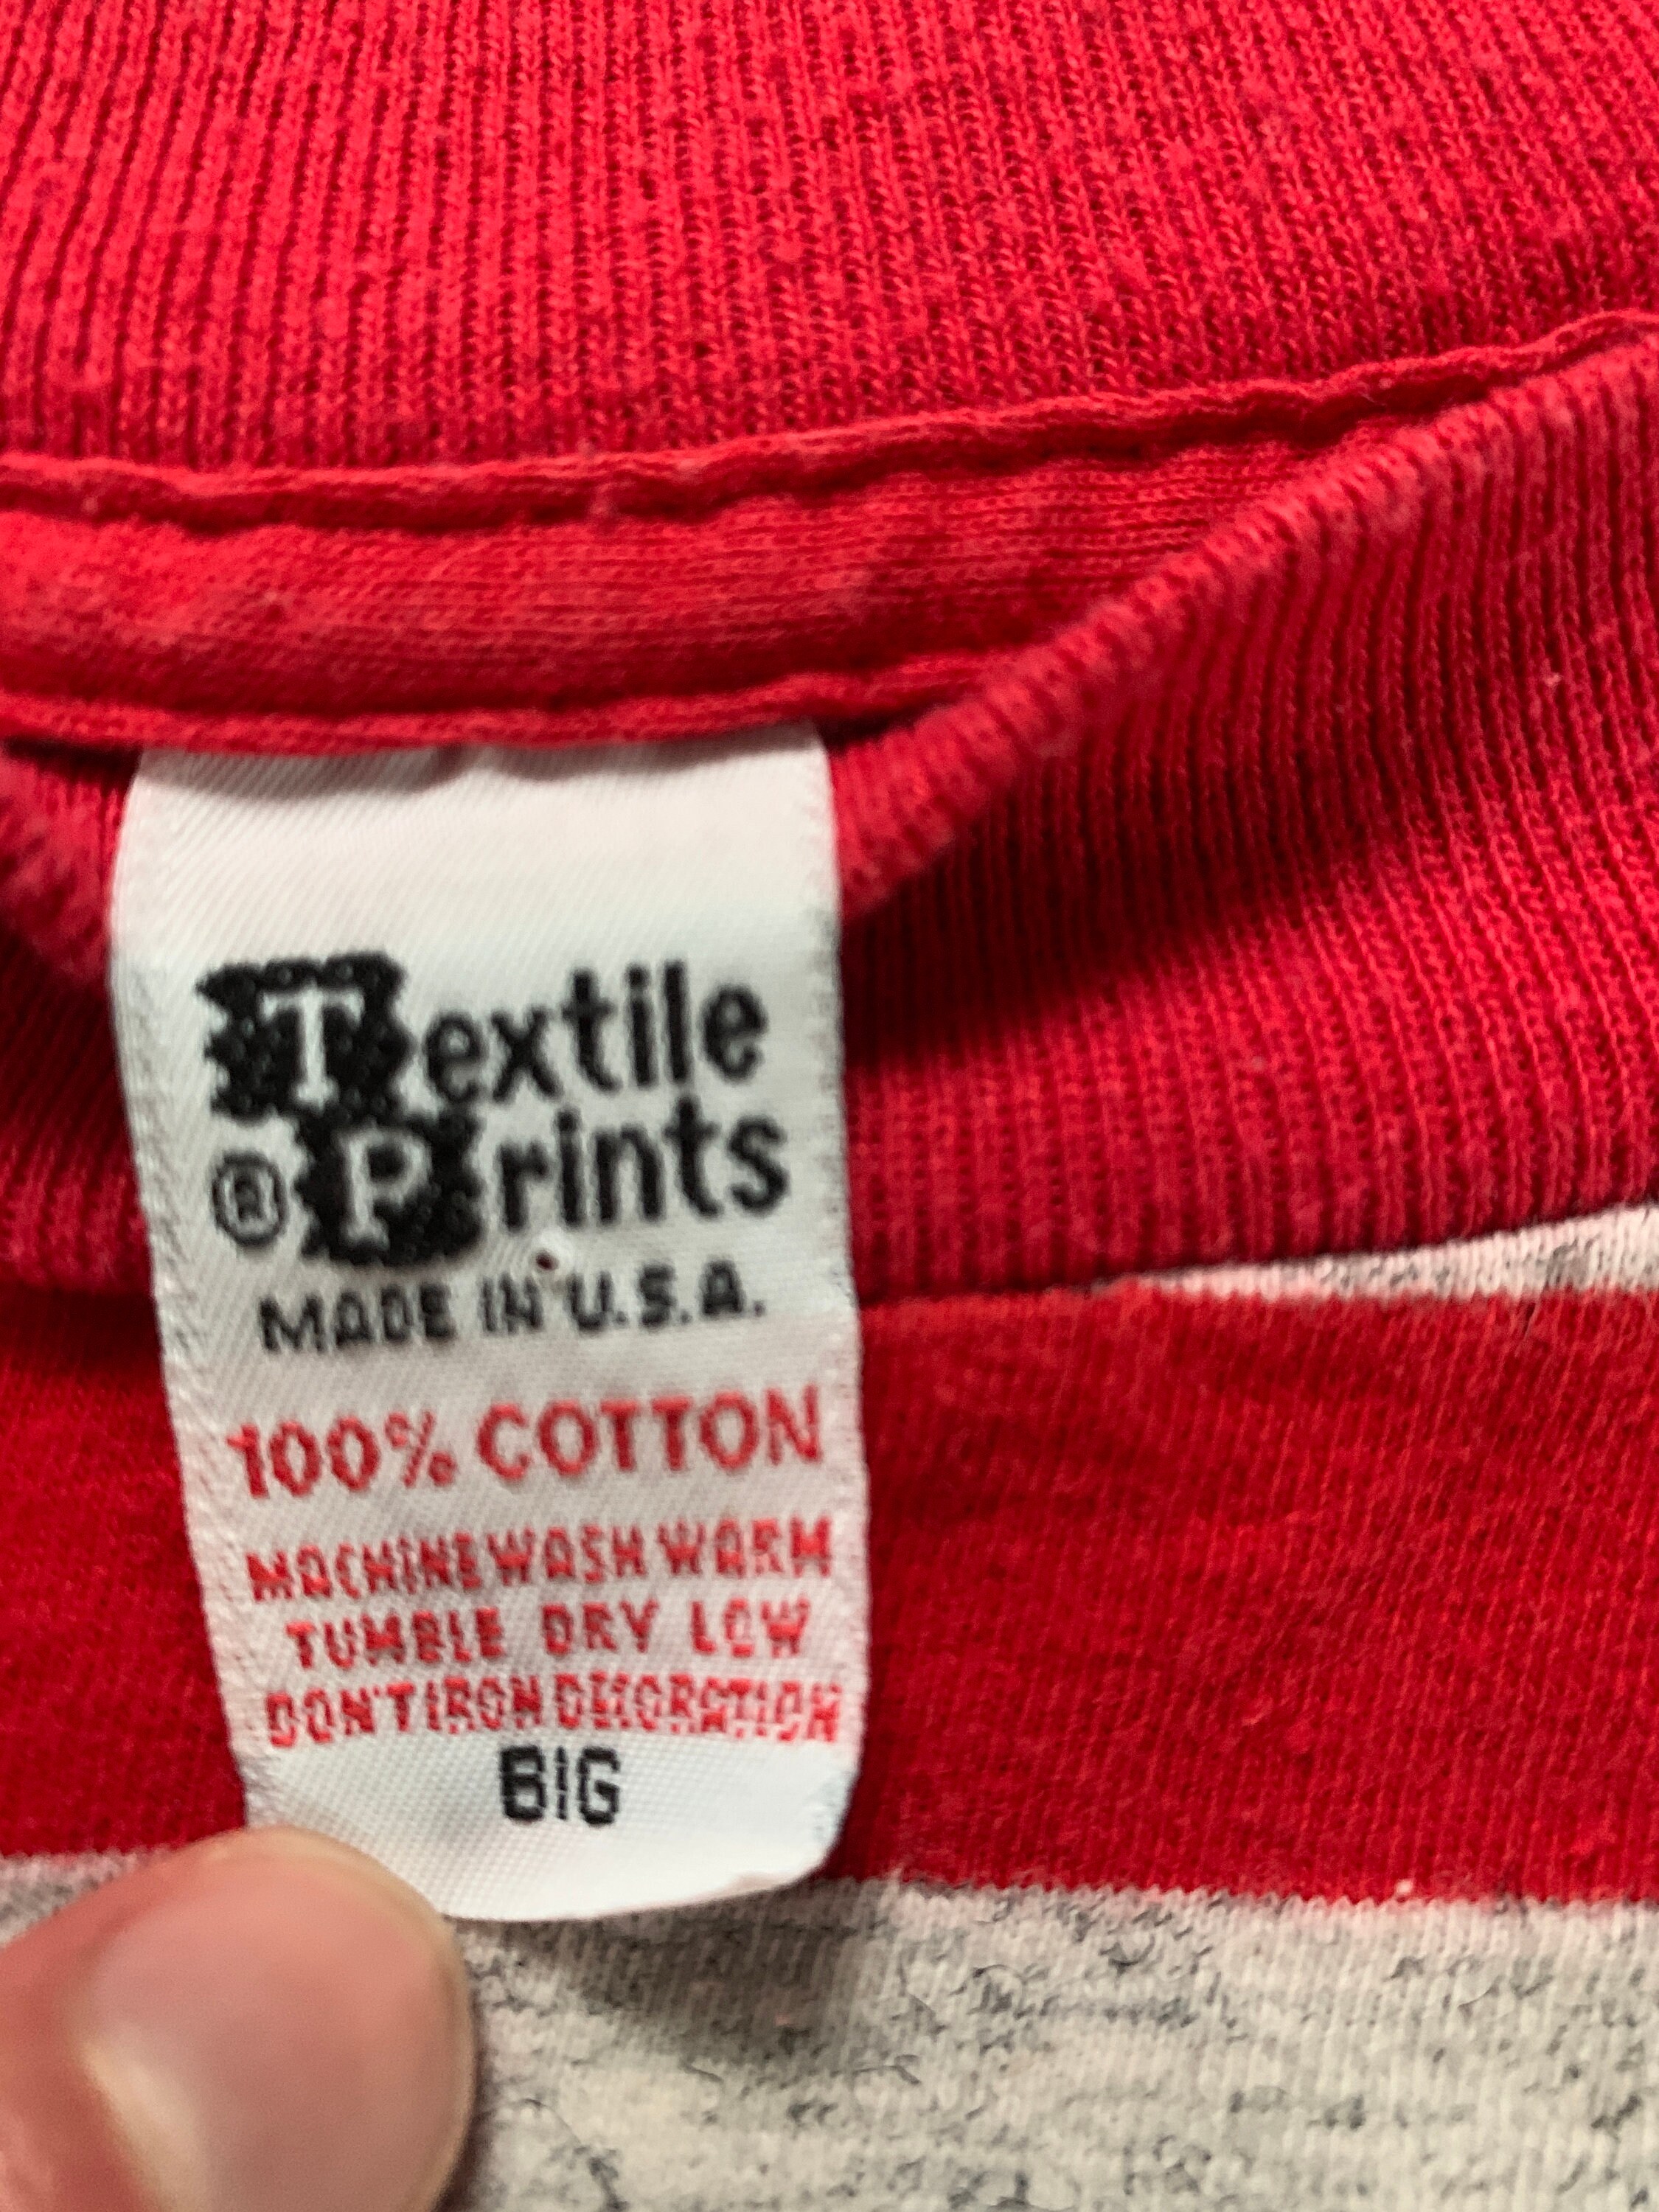 Textile
® Prints
MADE IN U.S.A.
100% COTTON
MACHINE WASH WARM
TUMBLE DRY LOW
DON'T IRON DECORATION
BIG